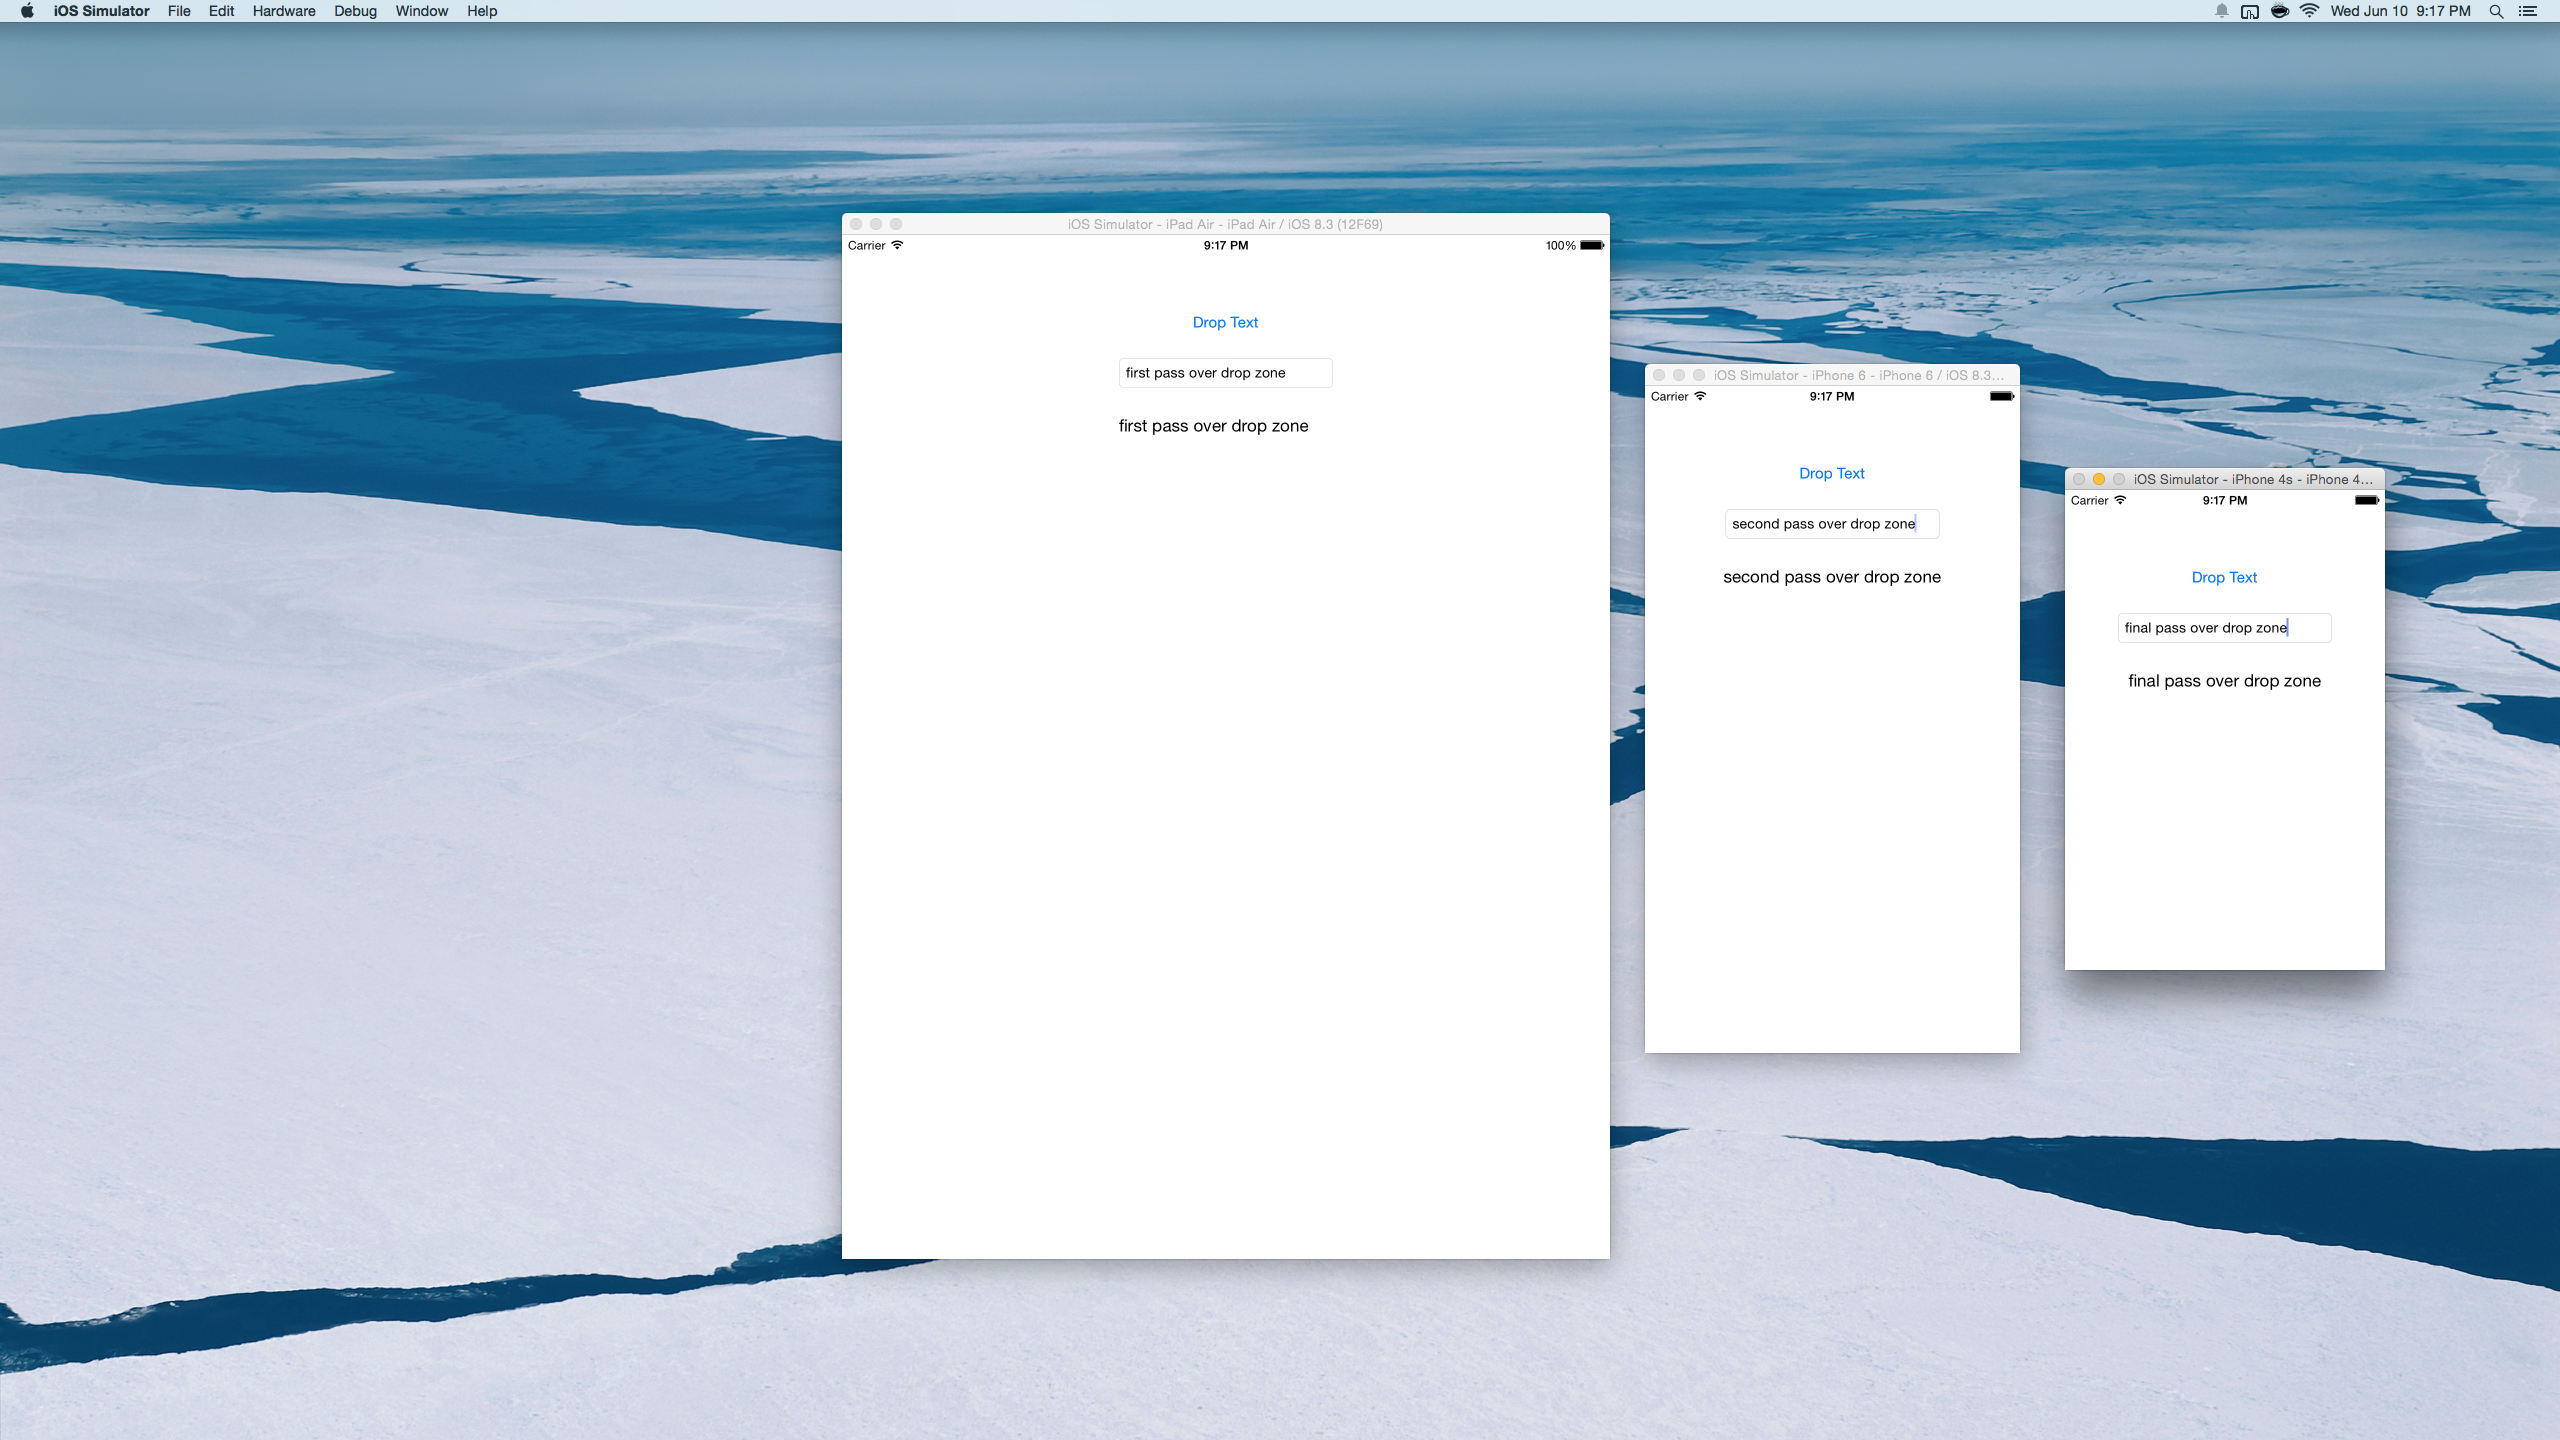 iOS Simulator File Edit Hardware Debug Window Help Wed Jun 10 9:17 PM
iOS Simulator - iPad Air - iPad Air / iOS 8.3 (12F69)
Carrier 9:17 PM 100%
Drop Text
first pass over drop zone
first pass over drop zone
iOS Simulator - iPhone 6 - iPhone 6 / iOS 8.3...
Carrier 9:17 PM
Drop Text
second pass over drop zone
second pass over drop zone
iOS Simulator - iPhone 4s - iPhone 4...
Carrier 9:17 PM
Drop Text
final pass over drop zone
final pass over drop zone